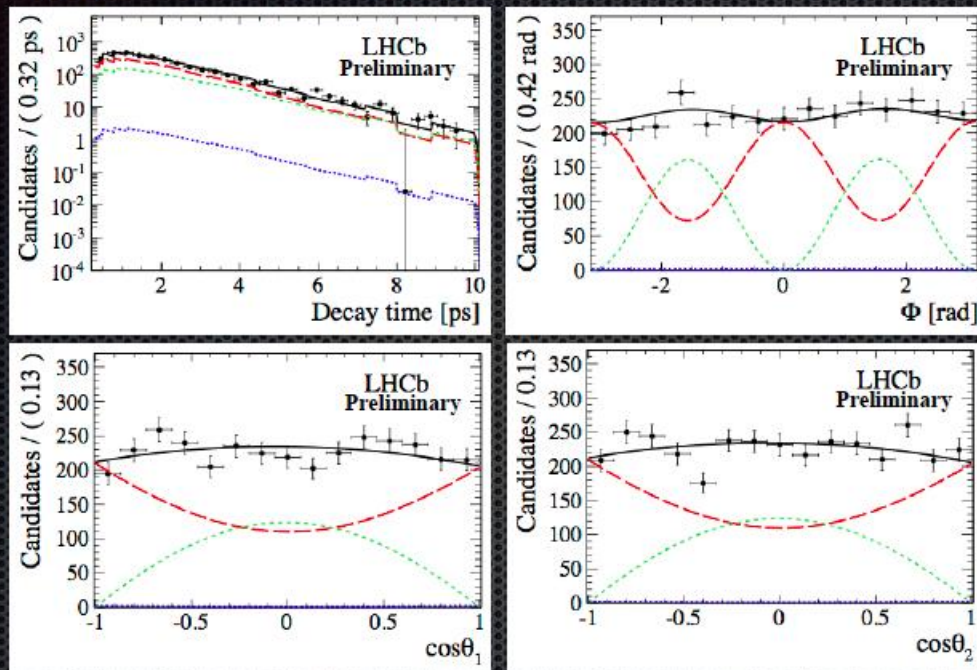 Candidates / ( 0.32 ps )
10³
10²
10
1
10⁻¹
10⁻²
10⁻³
10⁻⁴
LHCb
Preliminary
2 4 6 8 10
Decay time [ps]
Candidates / ( 0.42 rad )
350
300
250
200
150
100
50
0
LHCb
Preliminary
-2 0 2
Φ [rad]
Candidates / ( 0.13 )
350
300
250
200
150
100
50
0
LHCb
Preliminary
-1 -0.5 0 0.5 1
cosθ₁
Candidates / 0.13
350
300
250
200
150
100
50
0
LHCb
Preliminary
-1 -0.5 0 0.5 1
cosθ₂